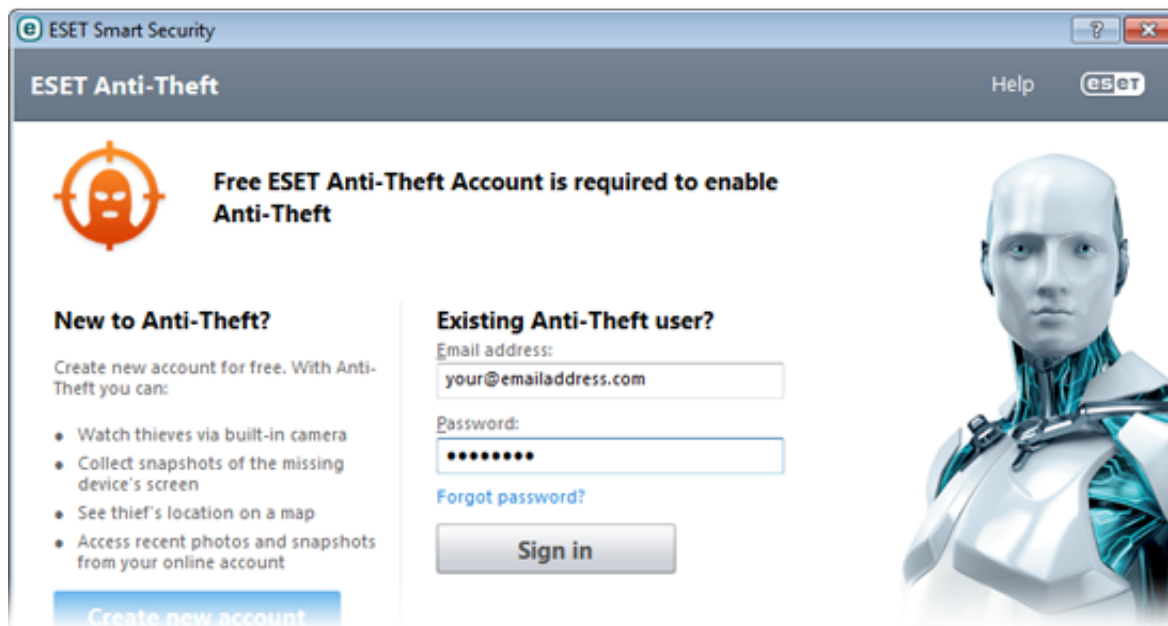 ESET Smart Security
ESET Anti-Theft
Help
eset
Free ESET Anti-Theft Account is required to enable
Anti-Theft
New to Anti-Theft?
Create new account for free. With Anti-
Theft you can:
• Watch thieves via built-in camera
• Collect snapshots of the missing
device's screen
• See thief's location on a map
• Access recent photos and snapshots
from your online account
Create new account
Existing Anti-Theft user?
Email address:
your@emailaddress.com
Password:
••••••••
Forgot password?
Sign in